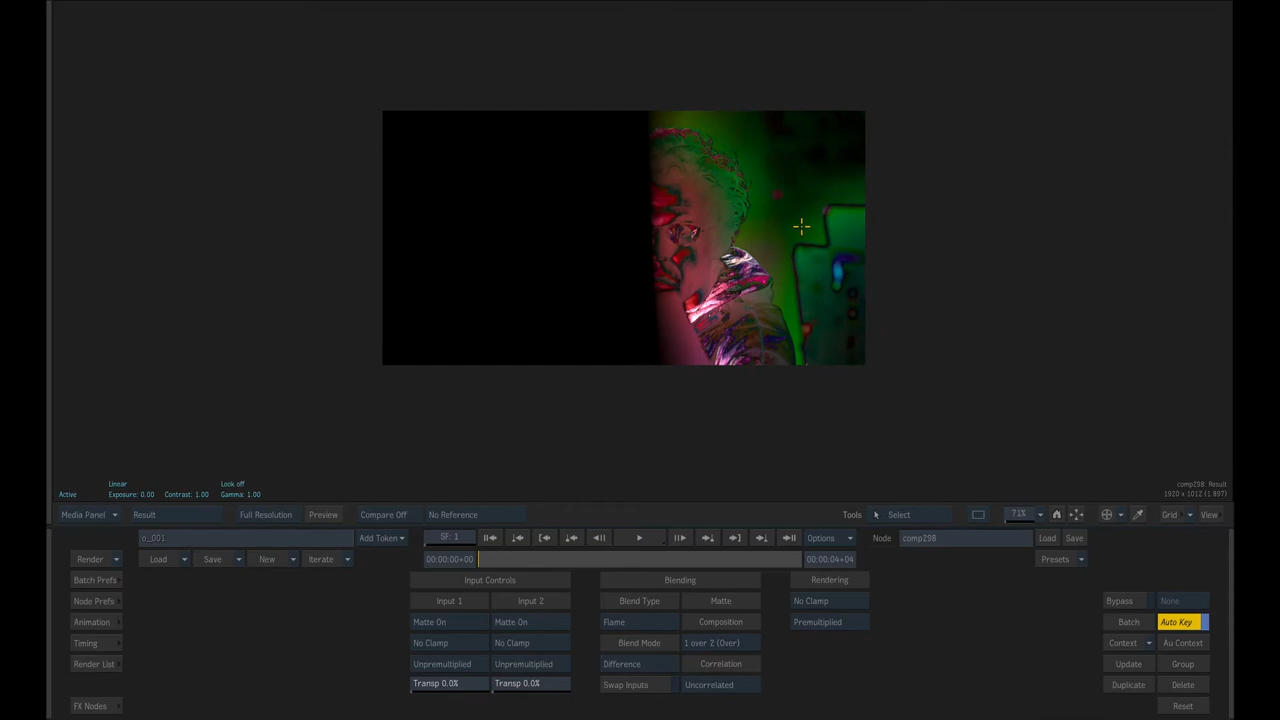 Linear Look off
Active Exposure: 0.00 Contrast: 1.00 Gamma: 1.00
comp298: Result
1920 x 1012 (1.897)
Media Panel Result Full Resolution Preview Compare Off No Reference Tools Select 71% Grid View
o_001 Add Token SF: 1 Options Node comp298 Load Save
Render Load Save New Iterate 00:00:00+00 00:00:04+04 Presets
Batch Prefs Input Controls Blending Rendering
Node Prefs Input 1 Input 2 Blend Type Matte No Clamp Bypass None
Animation Matte On Matte On Flame Composition Premultiplied Batch Auto Key
Timing No Clamp No Clamp Blend Mode 1 over 2 (Over) Context Au Context
Render List Unpremultiplied Unpremultiplied Difference Correlation Update Group
Transp 0.0% Transp 0.0% Swap Inputs Uncorrelated Duplicate Delete
FX Nodes Reset